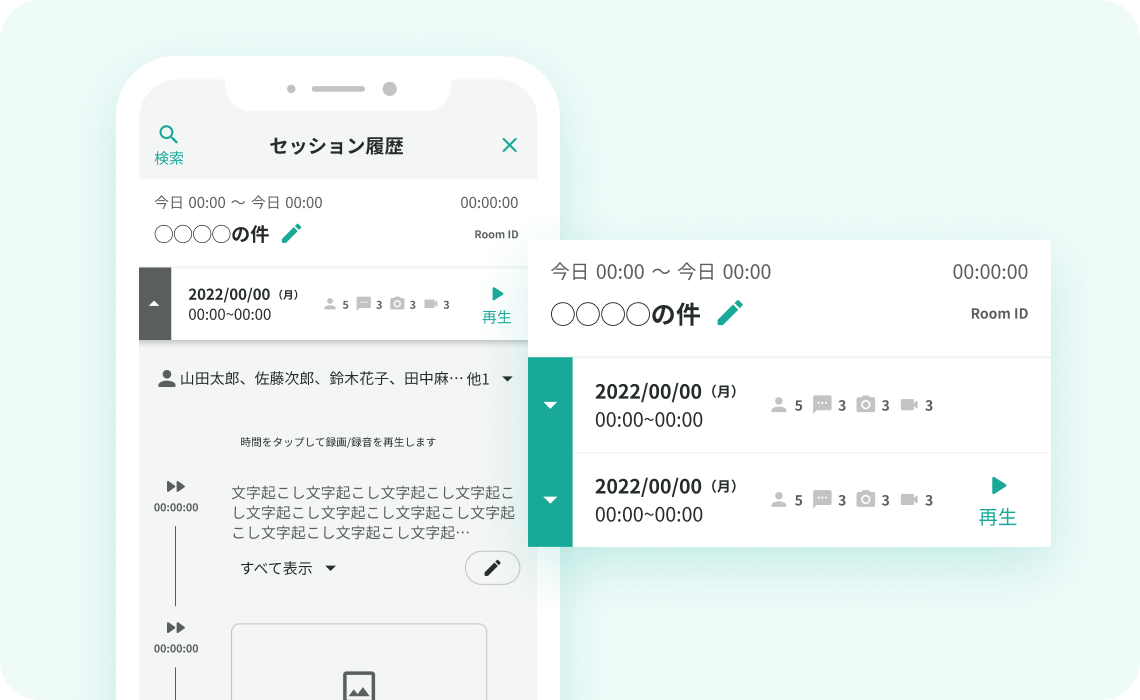 検索
セッション履歴
今日 00:00 〜 今日 00:00
00:00:00
〇〇〇〇の件
Room ID
2022/00/00（月）
00:00~00:00
5 3 3 3
再生
山田太郎、佐藤次郎、鈴木花子、田中麻… 他1
時間をタップして録画/録音を再生します
00:00:00
文字起こし文字起こし文字起こし文字起こ
し文字起こし文字起こし文字起こし文字起
こし文字起こし文字起こし文字起…
すべて表示
00:00:00
今日 00:00 〜 今日 00:00
00:00:00
〇〇〇〇の件
Room ID
2022/00/00（月）
00:00~00:00
5 3 3 3
2022/00/00（月）
00:00~00:00
5 3 3 3
再生